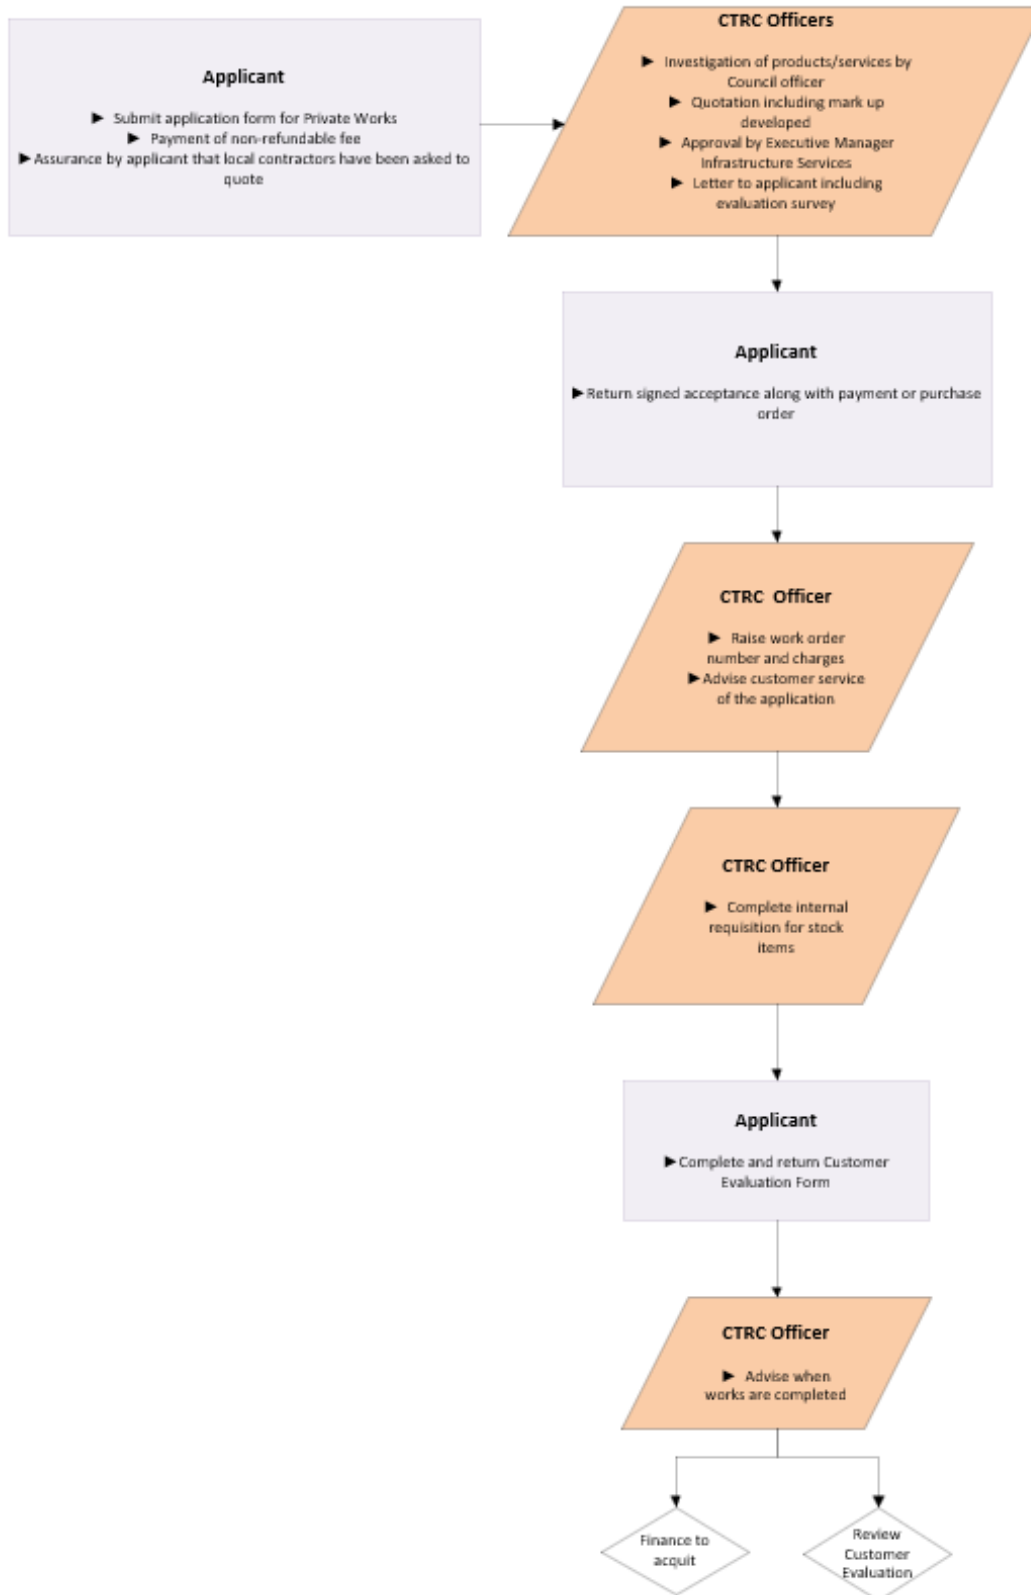 Applicant
► Submit application form for Private Works
► Payment of non-refundable fee
►Assurance by applicant that local contractors have been asked to
quote
CTRC Officers
► Investigation of products/services by
Council officer
► Quotation including mark up
developed
► Approval by Executive Manager
Infrastructure Services
► Letter to applicant including
evaluation survey
Applicant
►Return signed acceptance along with payment or purchase
order
CTRC Officer
► Raise work order
number and charges
►Advise customer service
of the application
CTRC Officer
► Complete internal
requisition for stock
items
Applicant
►Complete and return Customer
Evaluation Form
CTRC Officer
► Advise when
works are completed
Finance to
acquit
Review
Customer
Evaluation